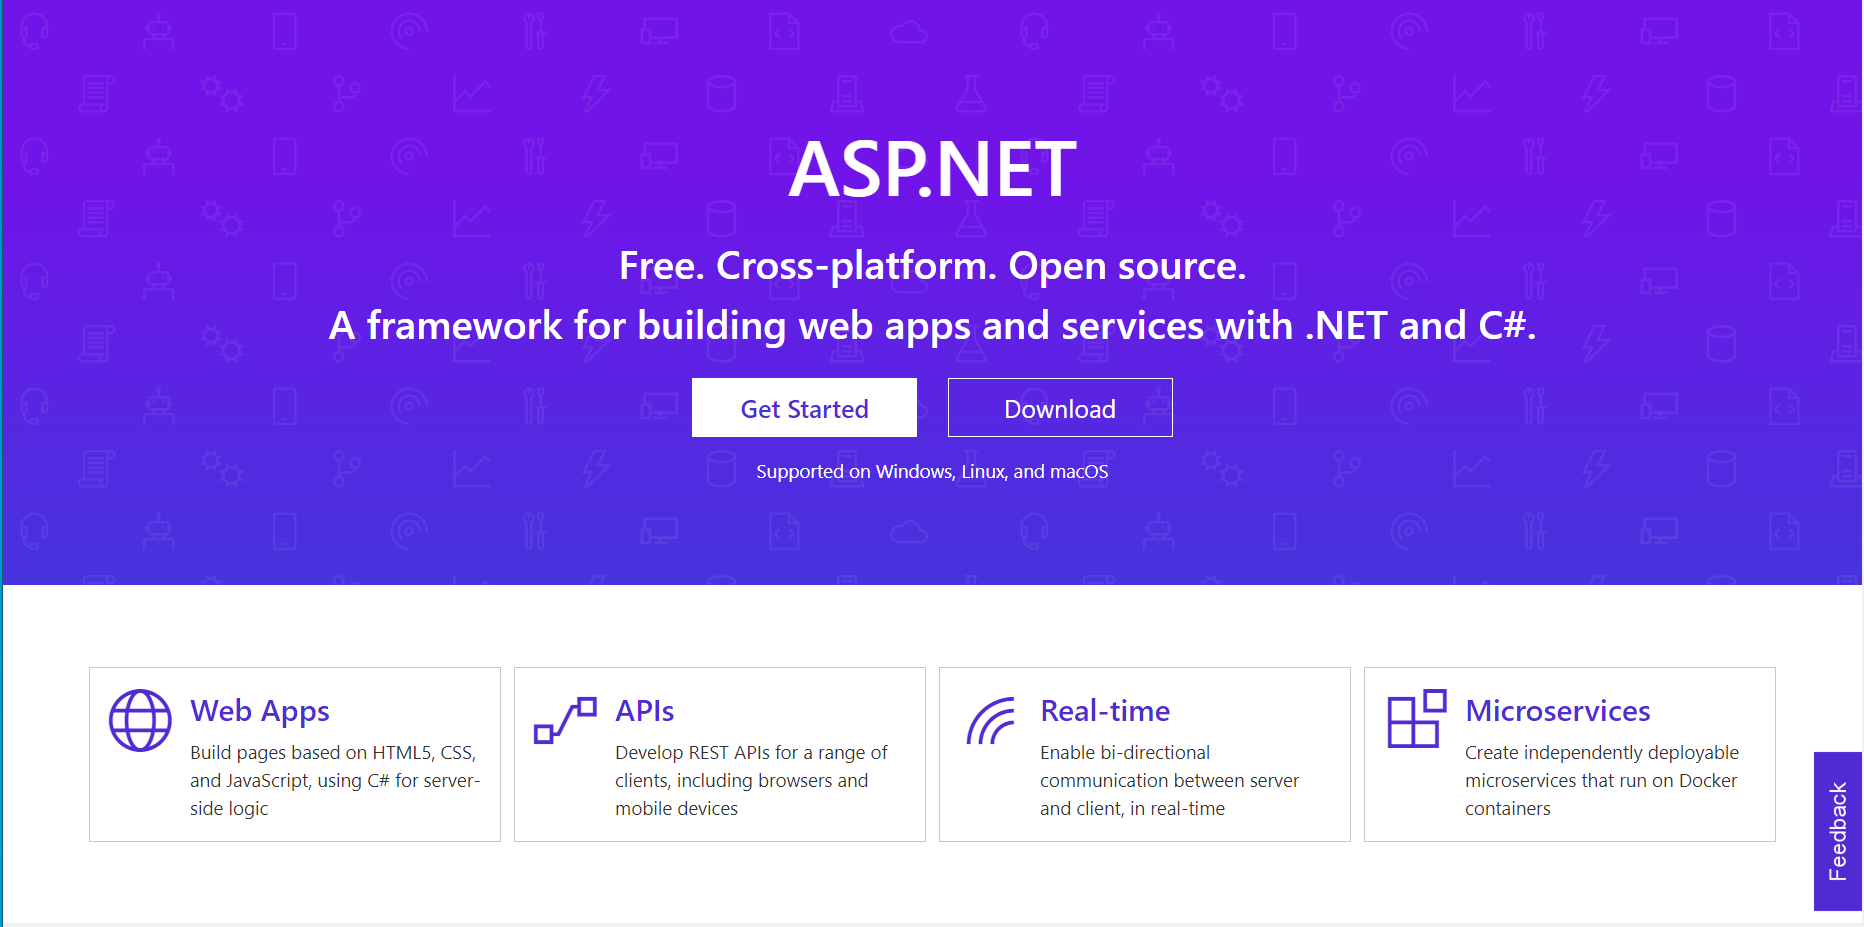 ASP.NET
Free. Cross-platform. Open source.
A framework for building web apps and services with .NET and C#.
Get Started
Download
Supported on Windows, Linux, and macOS
Web Apps
Build pages based on HTML5, CSS,
and JavaScript, using C# for server-
side logic
APIs
Develop REST APIs for a range of
clients, including browsers and
mobile devices
Real-time
Enable bi-directional
communication between server
and client, in real-time
Microservices
Create independently deployable
microservices that run on Docker
containers
Feedback